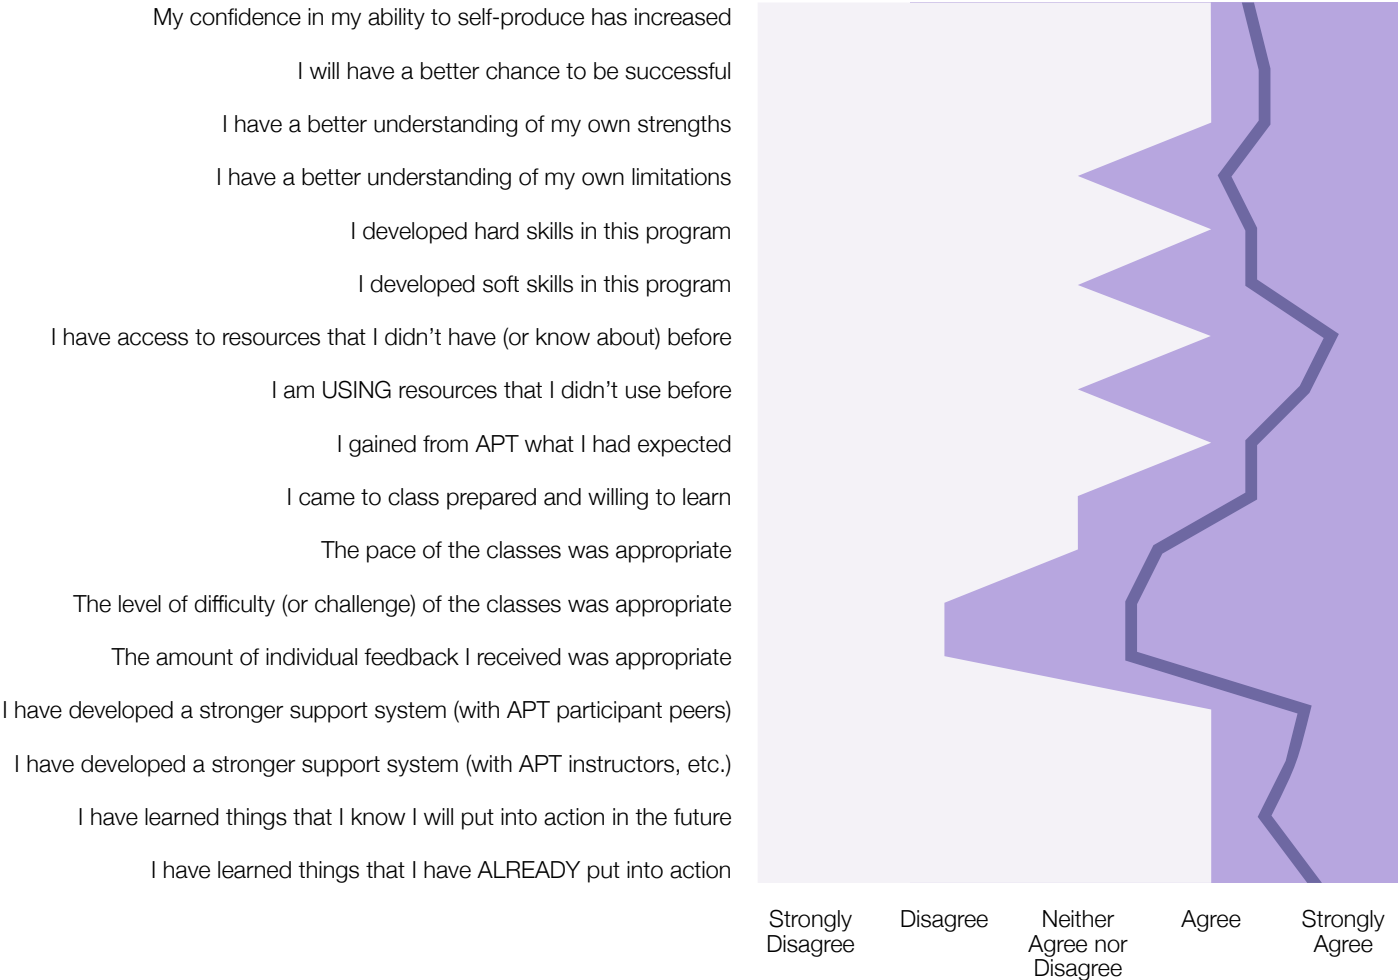 My confidence in my ability to self-produce has increased
I will have a better chance to be successful
I have a better understanding of my own strengths
I have a better understanding of my own limitations
I developed hard skills in this program
I developed soft skills in this program
I have access to resources that I didn’t have (or know about) before
I am USING resources that I didn’t use before
I gained from APT what I had expected
I came to class prepared and willing to learn
The pace of the classes was appropriate
The level of difficulty (or challenge) of the classes was appropriate
The amount of individual feedback I received was appropriate
I have developed a stronger support system (with APT participant peers)
I have developed a stronger support system (with APT instructors, etc.)
I have learned things that I know I will put into action in the future
I have learned things that I have ALREADY put into action
Strongly
Disagree
Disagree
Neither
Agree nor
Disagree
Agree
Strongly
Agree